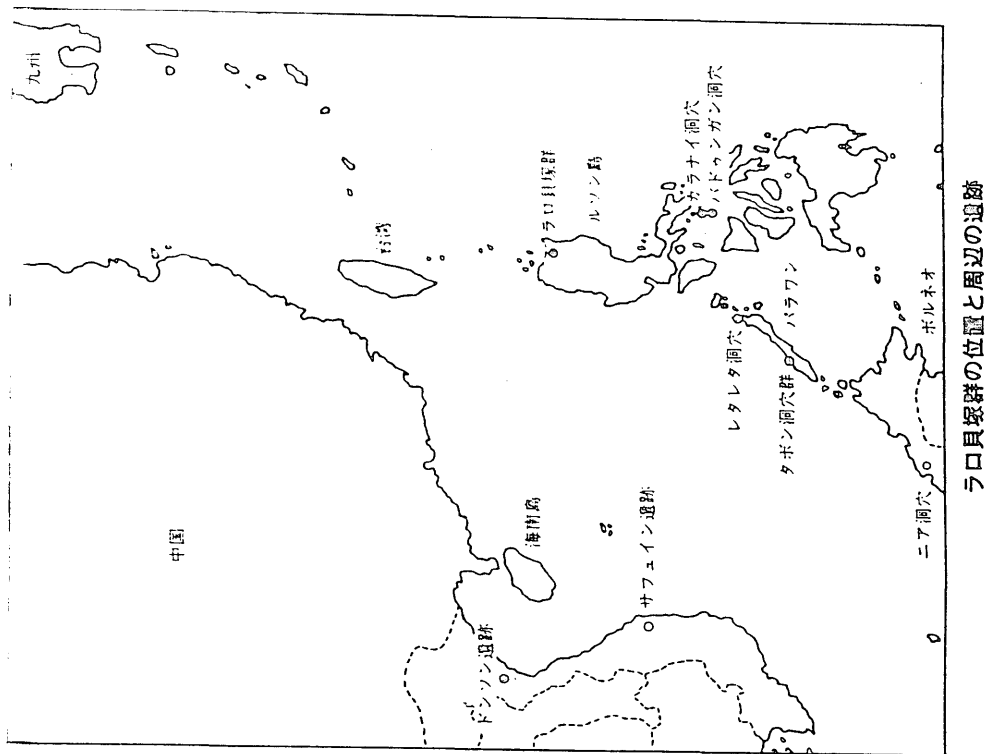 九州
中国
台湾
ラロ貝塚群
ルソン島
カラナイ洞穴
バドゥンガン洞穴
海南島
ドンソン遺跡
サフェイン遺跡
レタレタ洞穴
タボン洞穴群
パラワン
ボルネオ
ニア洞穴
ラロ貝塚群の位置と周辺の遺跡